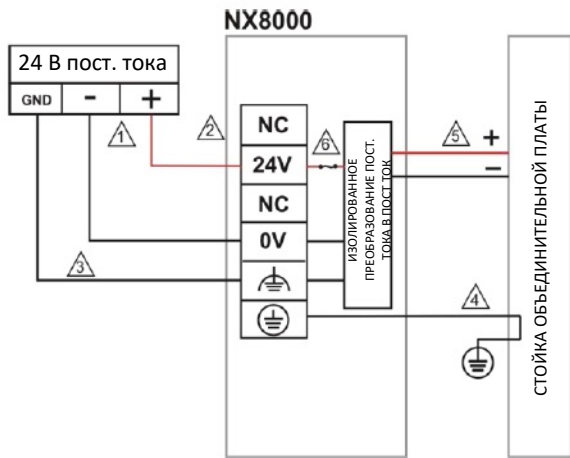 NX8000
24 В пост. тока
GND - +
1
2
3
NC
24V
NC
0V
6
ИЗОЛИРОВАННОЕ
ПРЕОБРАЗОВАНИЕ ПОСТ.
ТОКА В ПОСТ ТОК
5
+
-
4
СТОЙКА ОБЪЕДИНИТЕЛЬНОЙ ПЛАТЫ